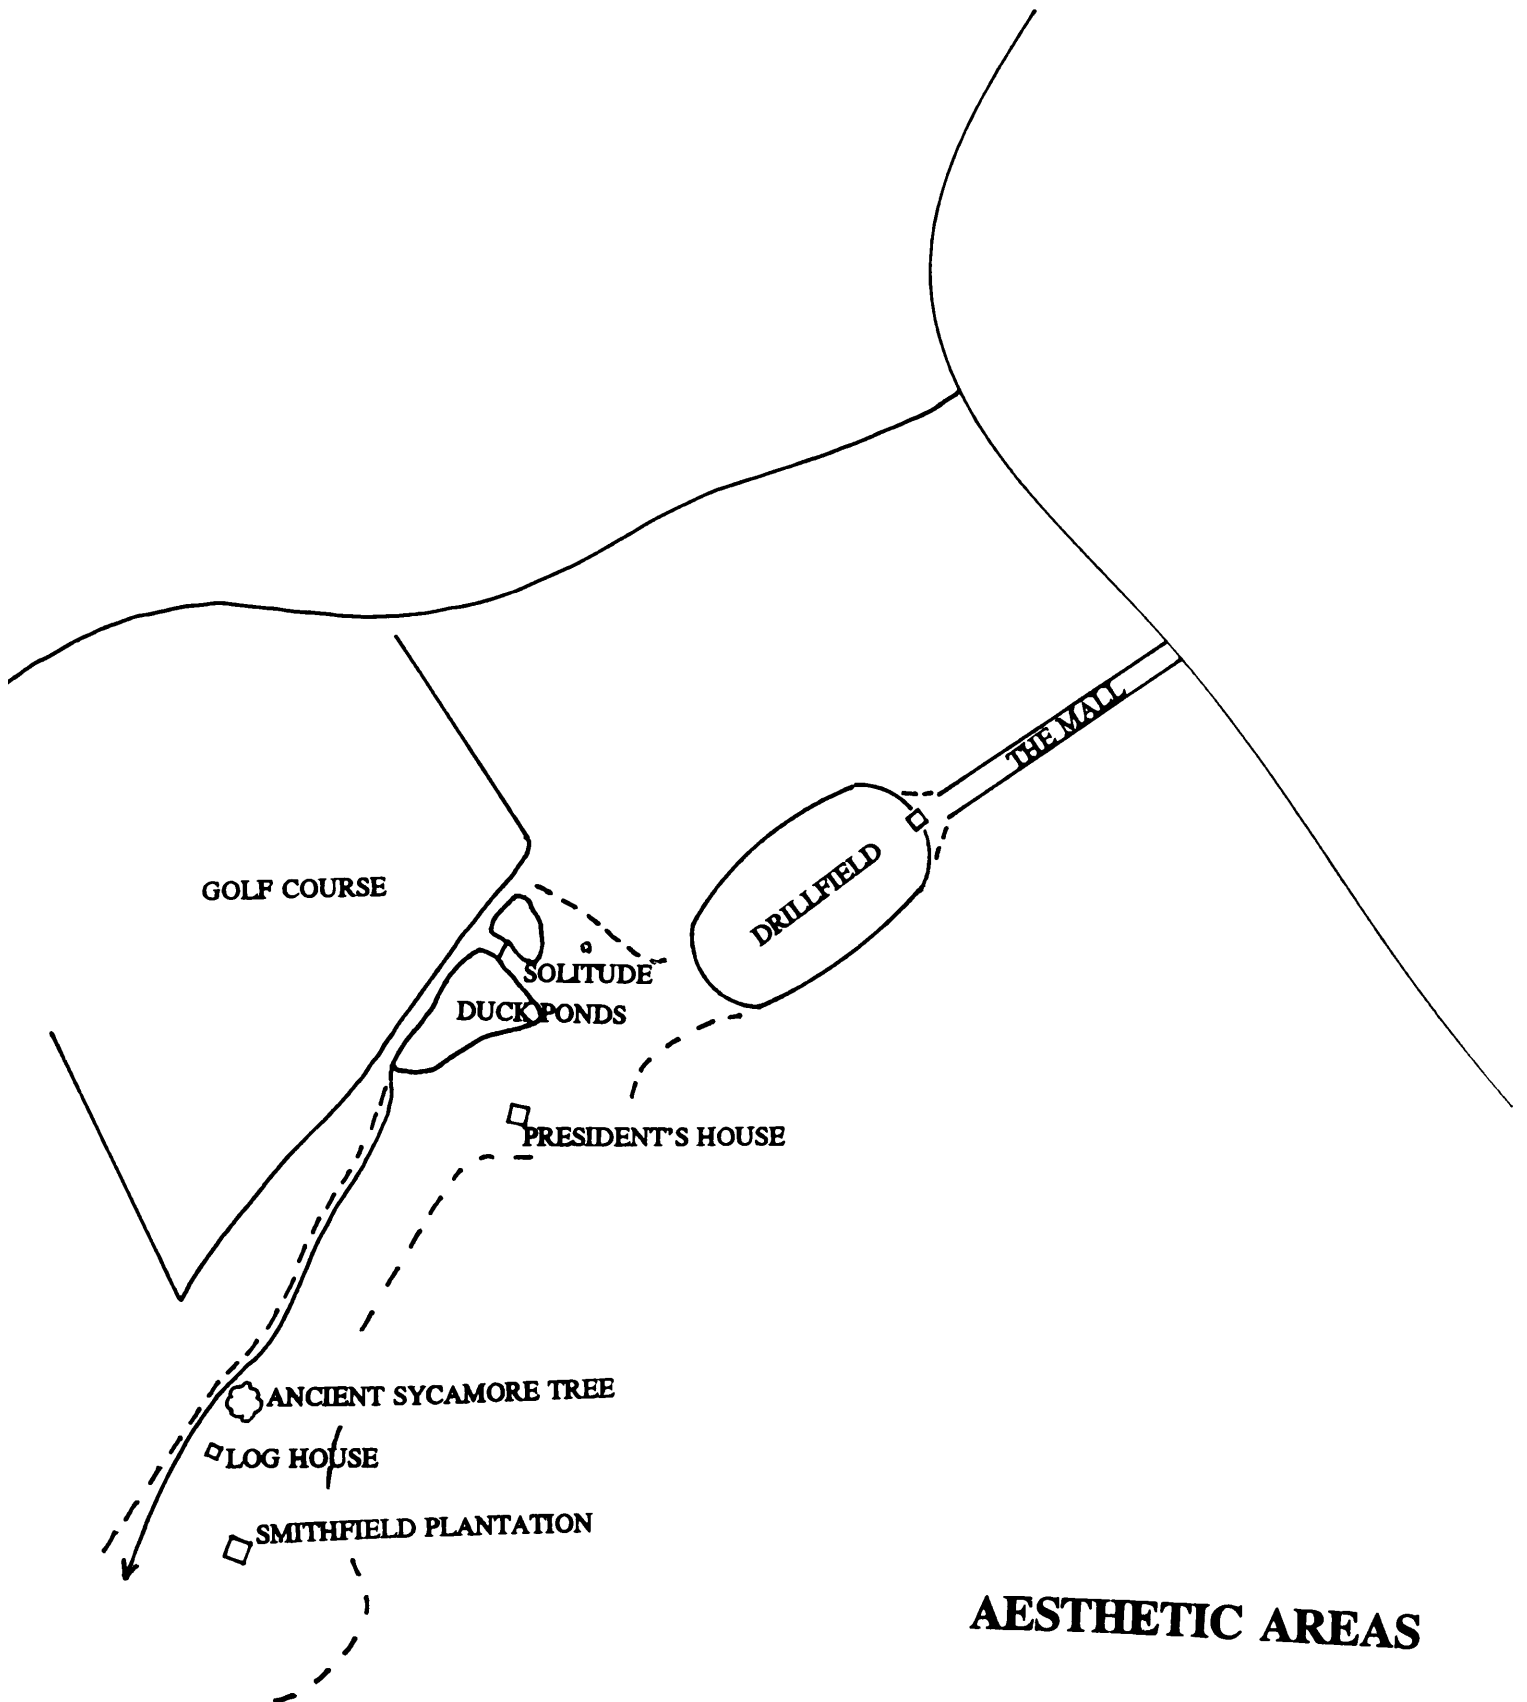 THE MALL
DRILLFIELD
GOLF COURSE
SOLITUDE
DUCK PONDS
PRESIDENT'S HOUSE
ANCIENT SYCAMORE TREE
LOG HOUSE
SMITHFIELD PLANTATION
AESTHETIC AREAS